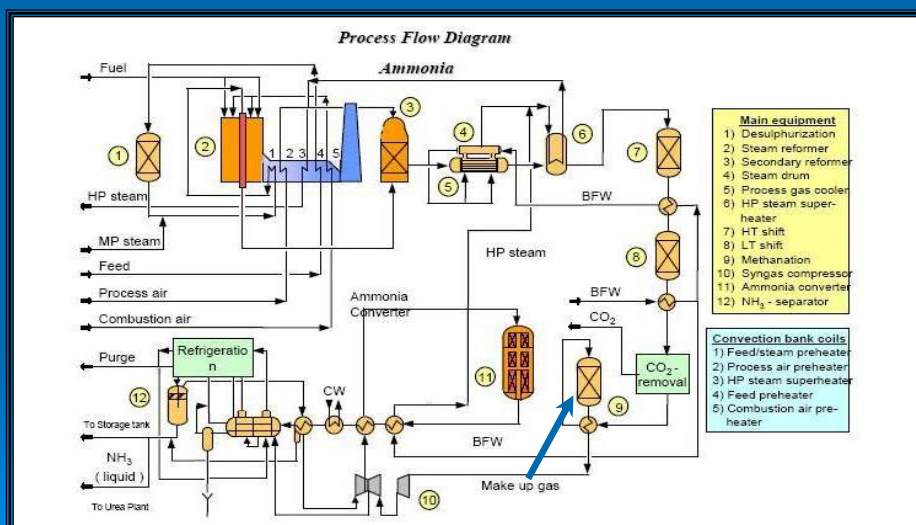 Process Flow Diagram
Ammonia
Fuel
1
2
3
4
5
6
7
1 2 3 4 5
HP steam
MP steam
Feed
Process air
Combustion air
BFW
HP steam
8
BFW
CO2
CO2-
removal
Ammonia
Converter
Purge
Refrigeratio
n
12
CW
11
9
To Storage tank
NH3
( liquid )
To Urea Plant
BFW
Make up gas
10
Main equipment
1) Desulphurization
2) Steam reformer
3) Secondary reformer
4) Steam drum
5) Process gas cooler
6) HP steam super-
heater
7) HT shift
8) LT shift
9) Methanation
10) Syngas compressor
11) Ammonia converter
12) NH3 - separator
Convection bank coils
1) Feed/steam preheater
2) Process air preheater
3) HP steam superheater
4) Feed preheater
5) Combustion air pre-
heater